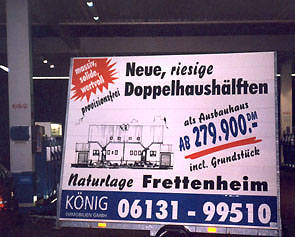 massiv,
solide,
wertvoll
provisionsfrei
Neue, riesige
Doppelhaushälften
als Ausbauhaus
AB 279.900.- DM
incl. Grundstück
Naturlage Frettenheim
KÖNIG
IMMOBILIEN GMBH
06131 - 99510